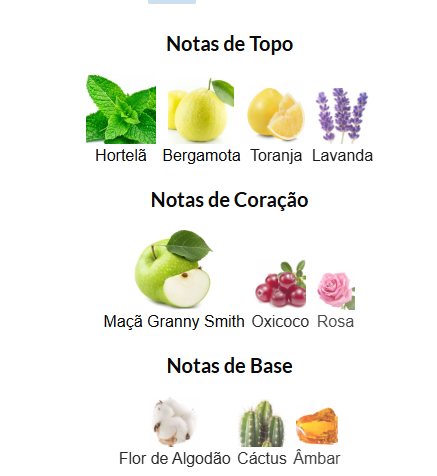 Notas de Topo
Hortelã Bergamota Toranja Lavanda
Notas de Coração
Maçã Granny Smith Oxicoco Rosa
Notas de Base
Flor de Algodão Cáctus Âmbar